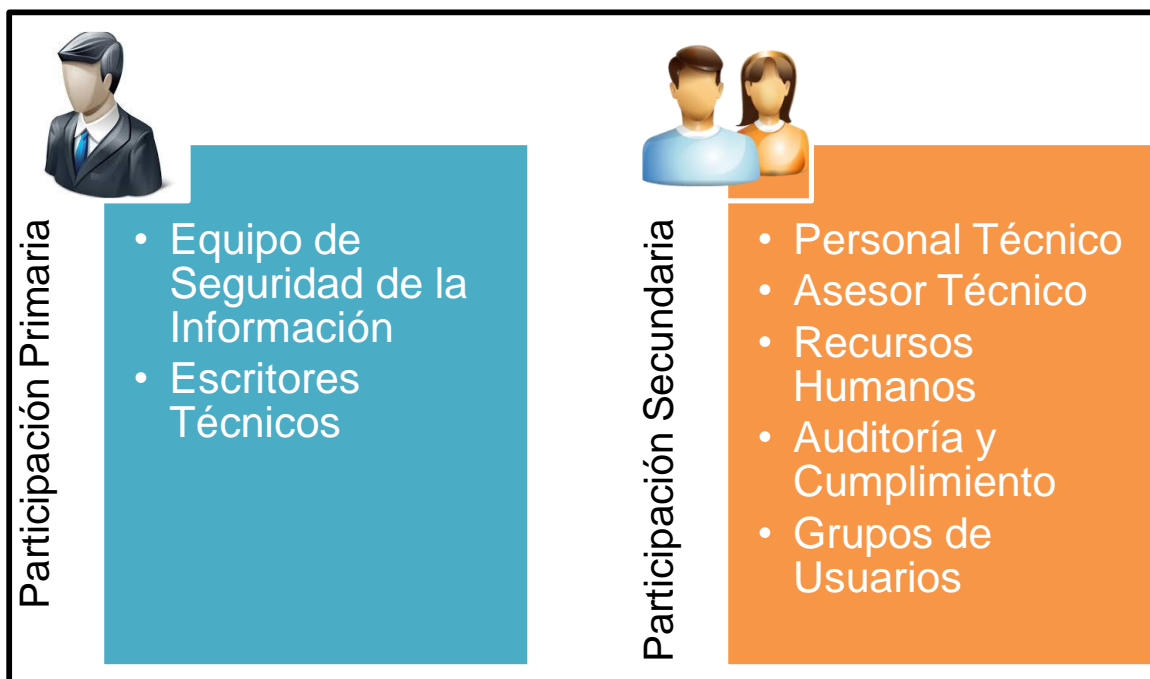 Participación Primaria
• Equipo de
Seguridad de la
Información
• Escritores
Técnicos
Participación Secundaria
• Personal Técnico
• Asesor Técnico
• Recursos
Humanos
• Auditoría y
Cumplimiento
• Grupos de
Usuarios